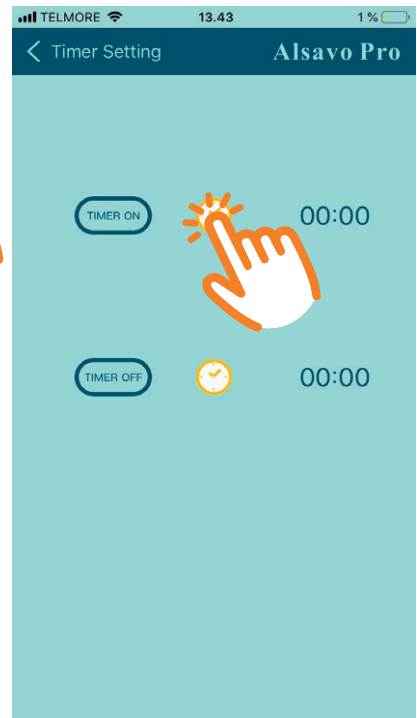 TELMORE 13.43 1 %
Timer Setting Alsavo Pro
TIMER ON 00:00
TIMER OFF 00:00